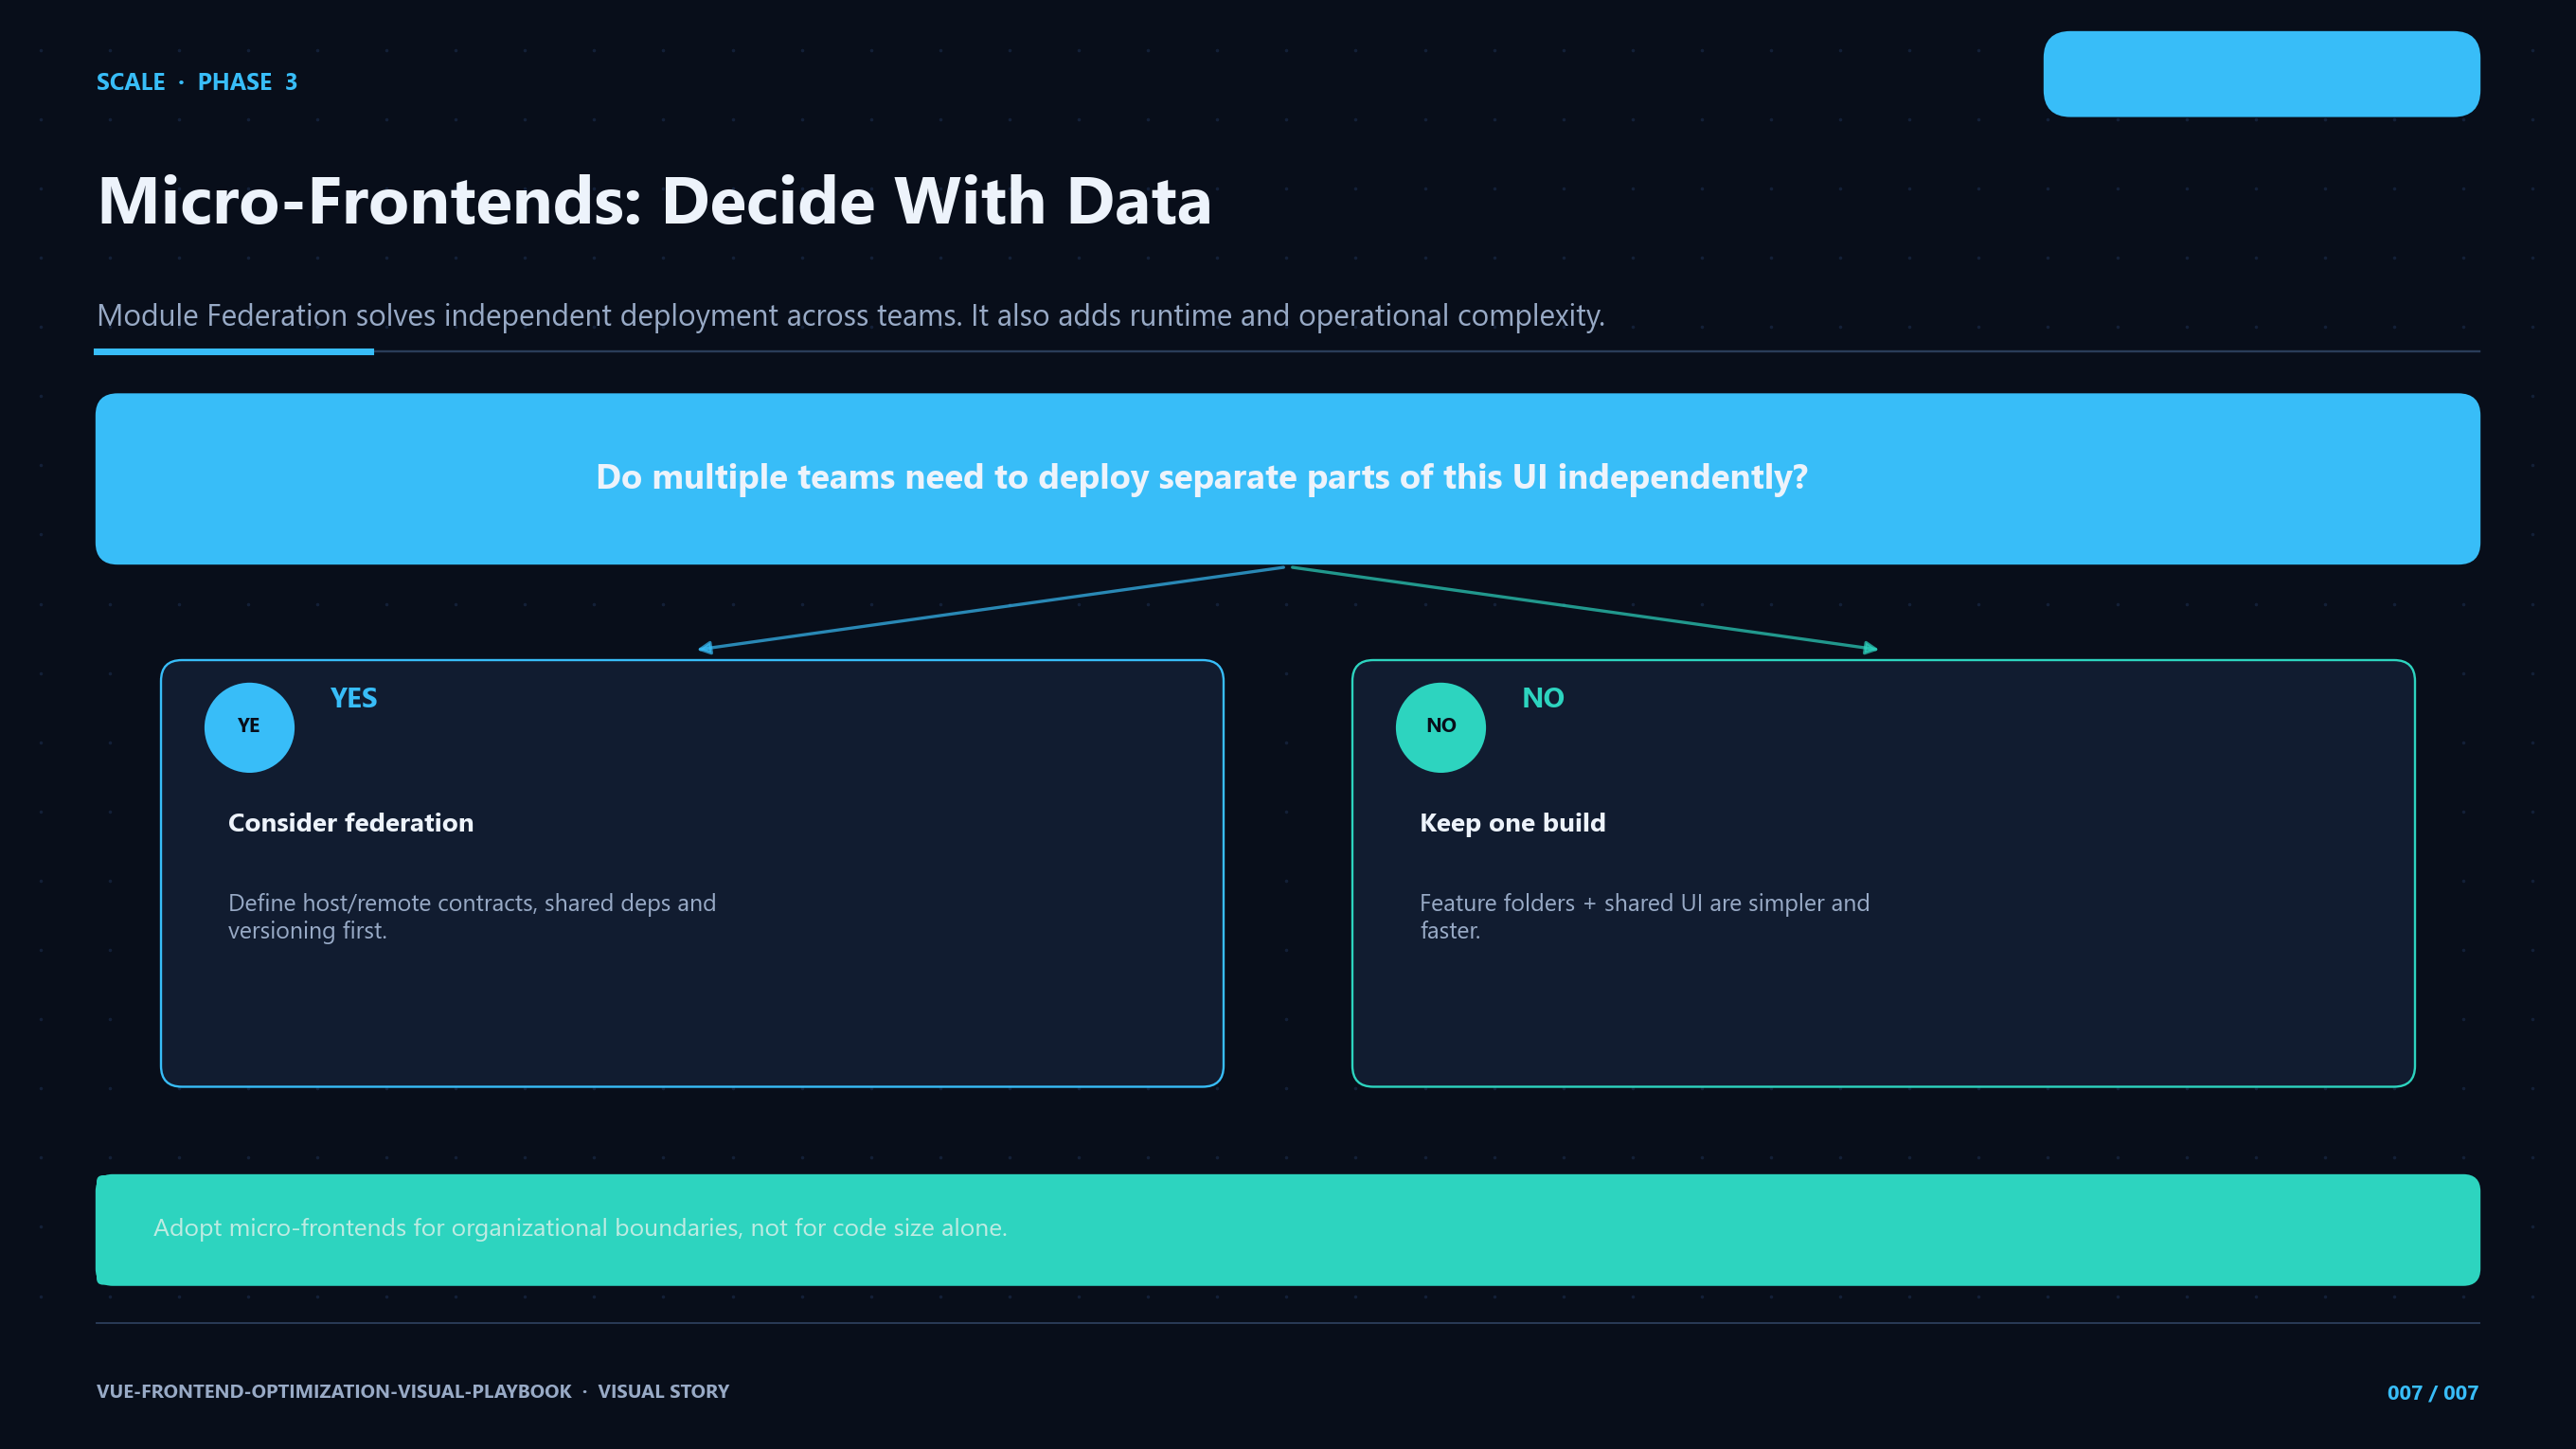 SCALE · PHASE 3
Micro-Frontends: Decide With Data
Module Federation solves independent deployment across teams. It also adds runtime and operational complexity.
Do multiple teams need to deploy separate parts of this UI independently?
YE
YES
Consider federation
Define host/remote contracts, shared deps and
versioning first.
NO
NO
Keep one build
Feature folders + shared UI are simpler and
faster.
Adopt micro-frontends for organizational boundaries, not for code size alone.
VUE-FRONTEND-OPTIMIZATION-VISUAL-PLAYBOOK · VISUAL STORY
007 / 007